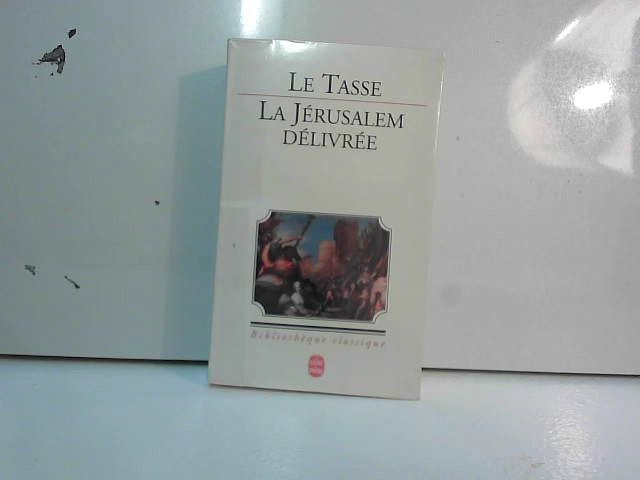 LE TASSE
LA JÉRUSALEM
DÉLIVRÉE
Bibliothèque classique